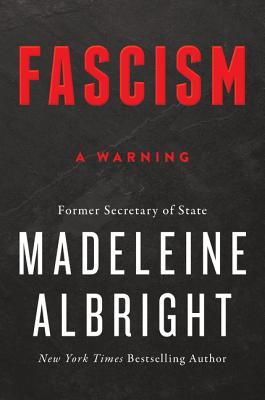 FASCISM
A WARNING
Former Secretary of State
MADELEINE
ALBRIGHT
New York Times Bestselling Author